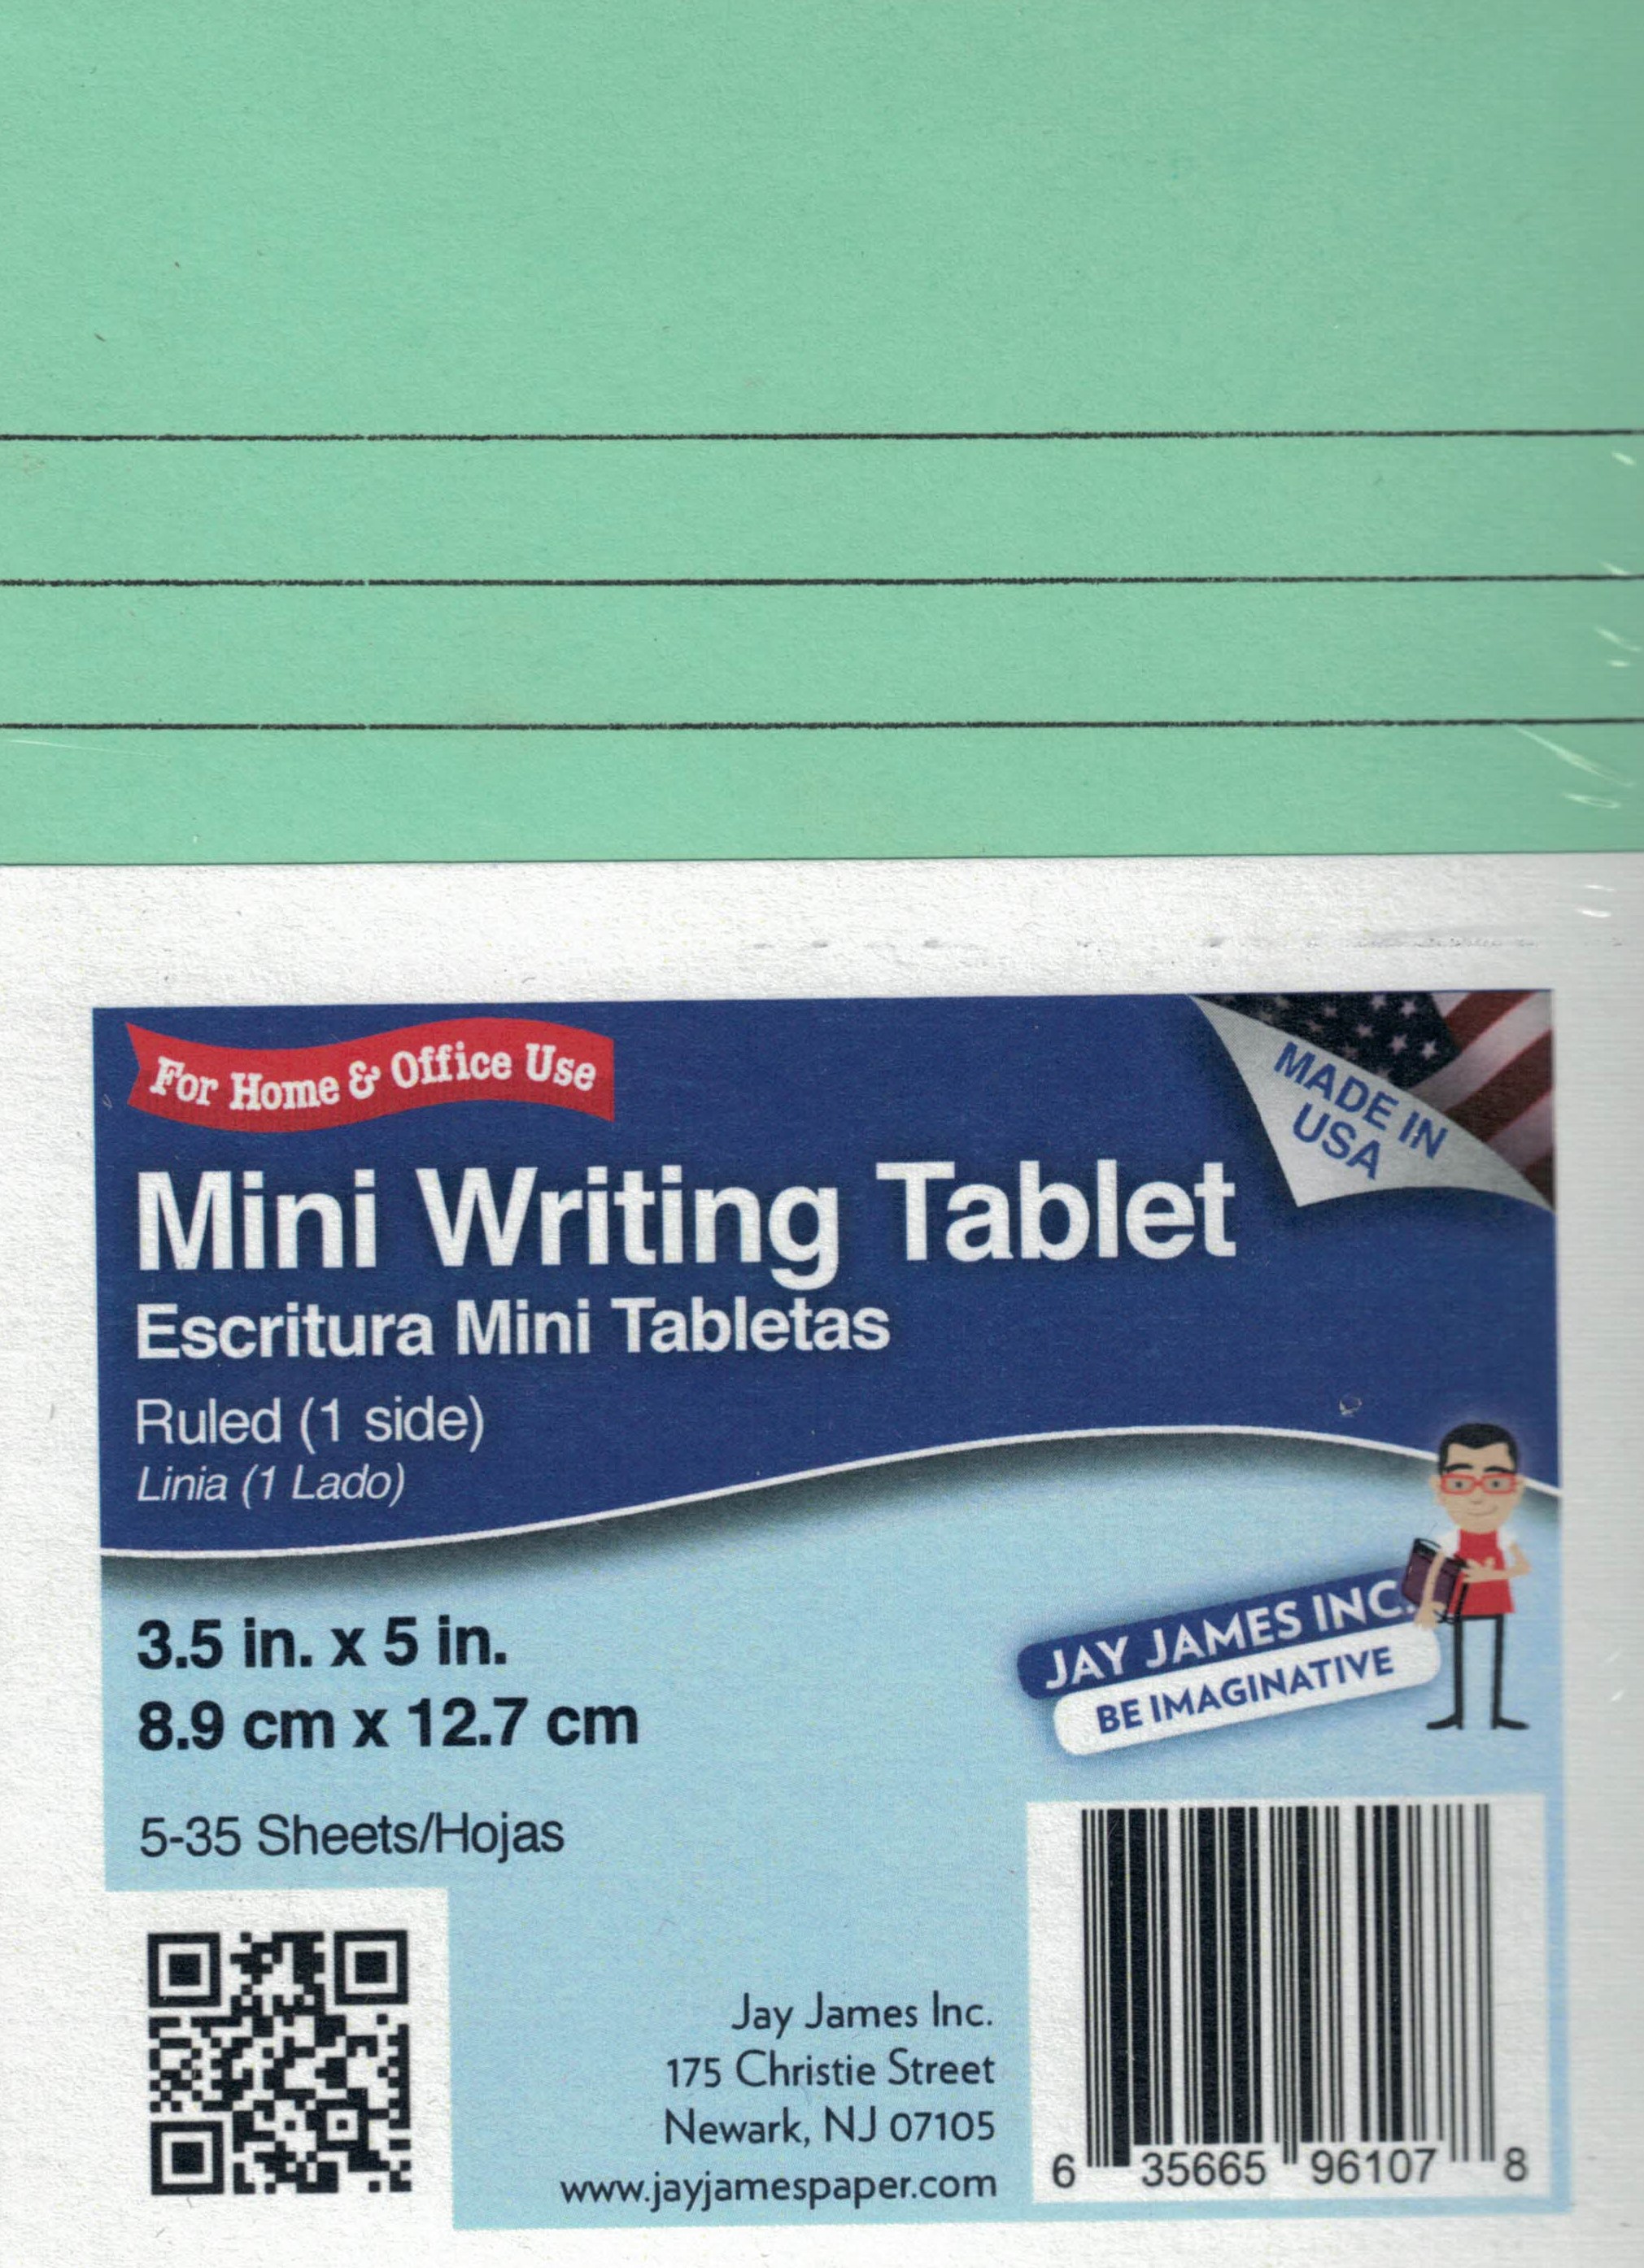 For Home & Office Use
MADE IN
USA
Mini Writing Tablet
Escritura Mini Tabletas
Ruled (1 side)
Linia (1 Lado)
3.5 in. x 5 in.
8.9 cm x 12.7 cm
JAY JAMES INC.
BE IMAGINATIVE
5-35 Sheets/Hojas
Jay James Inc.
175 Christie Street
Newark, NJ 07105
www.jayjamespaper.com
6 35665 96107 8